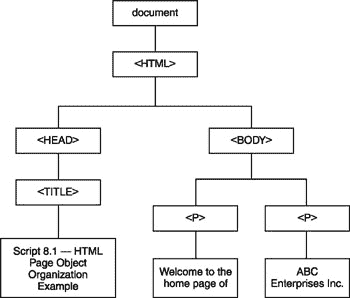 document
<HTML>
<HEAD>
<BODY>
<TITLE>
<P>
<P>
Script 8.1 — HTML
Page Object
Organization
Example
Welcome to the
home page of
ABC
Enterprises Inc.